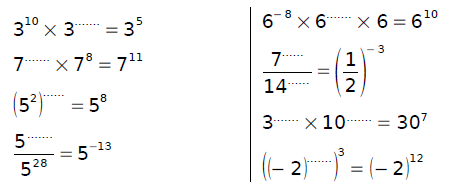 3^10 × 3^....... = 3^5
7^....... × 7^8 = 7^11
(5^2)^...... = 5^8
5^....... / 5^28 = 5^-13
6^-8 × 6^....... × 6 = 6^10
7^...... / 14^...... = (1/2)^-3
3^....... × 10^....... = 30^7
((-2)^.......)^3 = (-2)^12